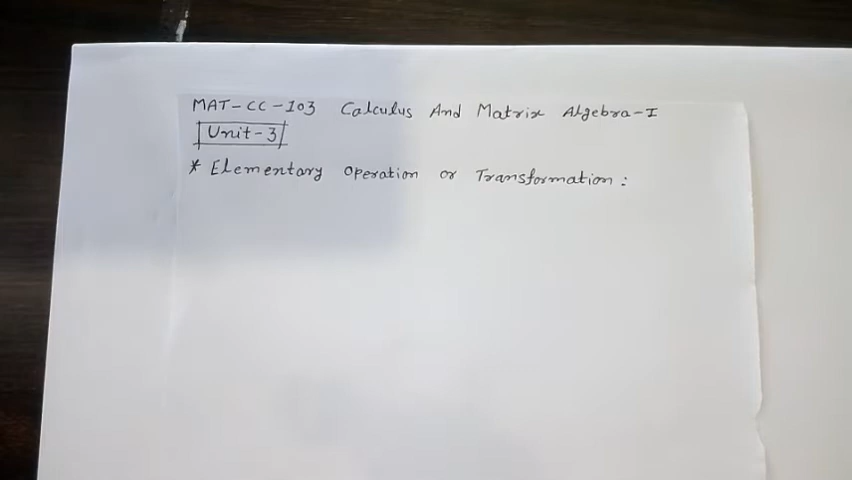 MAT-CC-103 Calculus And Matrix Algebra-I
Unit-3
* Elementary Operation or Transformation: